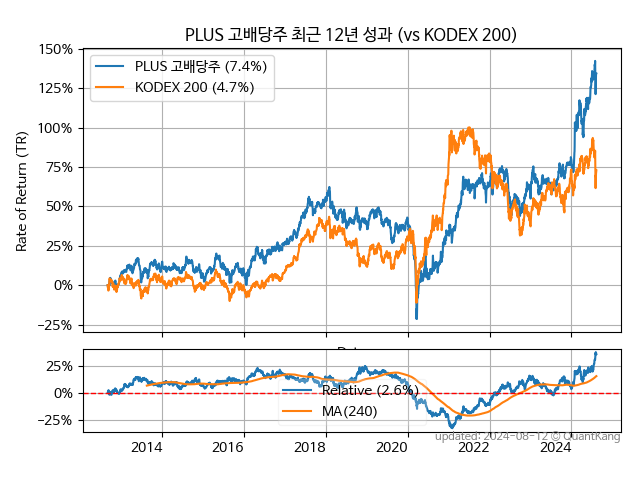 PLUS 고배당주 최근 12년 성과 (vs KODEX 200)
PLUS 고배당주 (7.4%)
KODEX 200 (4.7%)
Rate of Return (TR)
150%
125%
100%
75%
50%
25%
0%
−25%
25%
0%
−25%
Relative (2.6%)
MA(240)
2014 2016 2018 2020 2022 2024
updated: 2024-08-12 © QuantKang